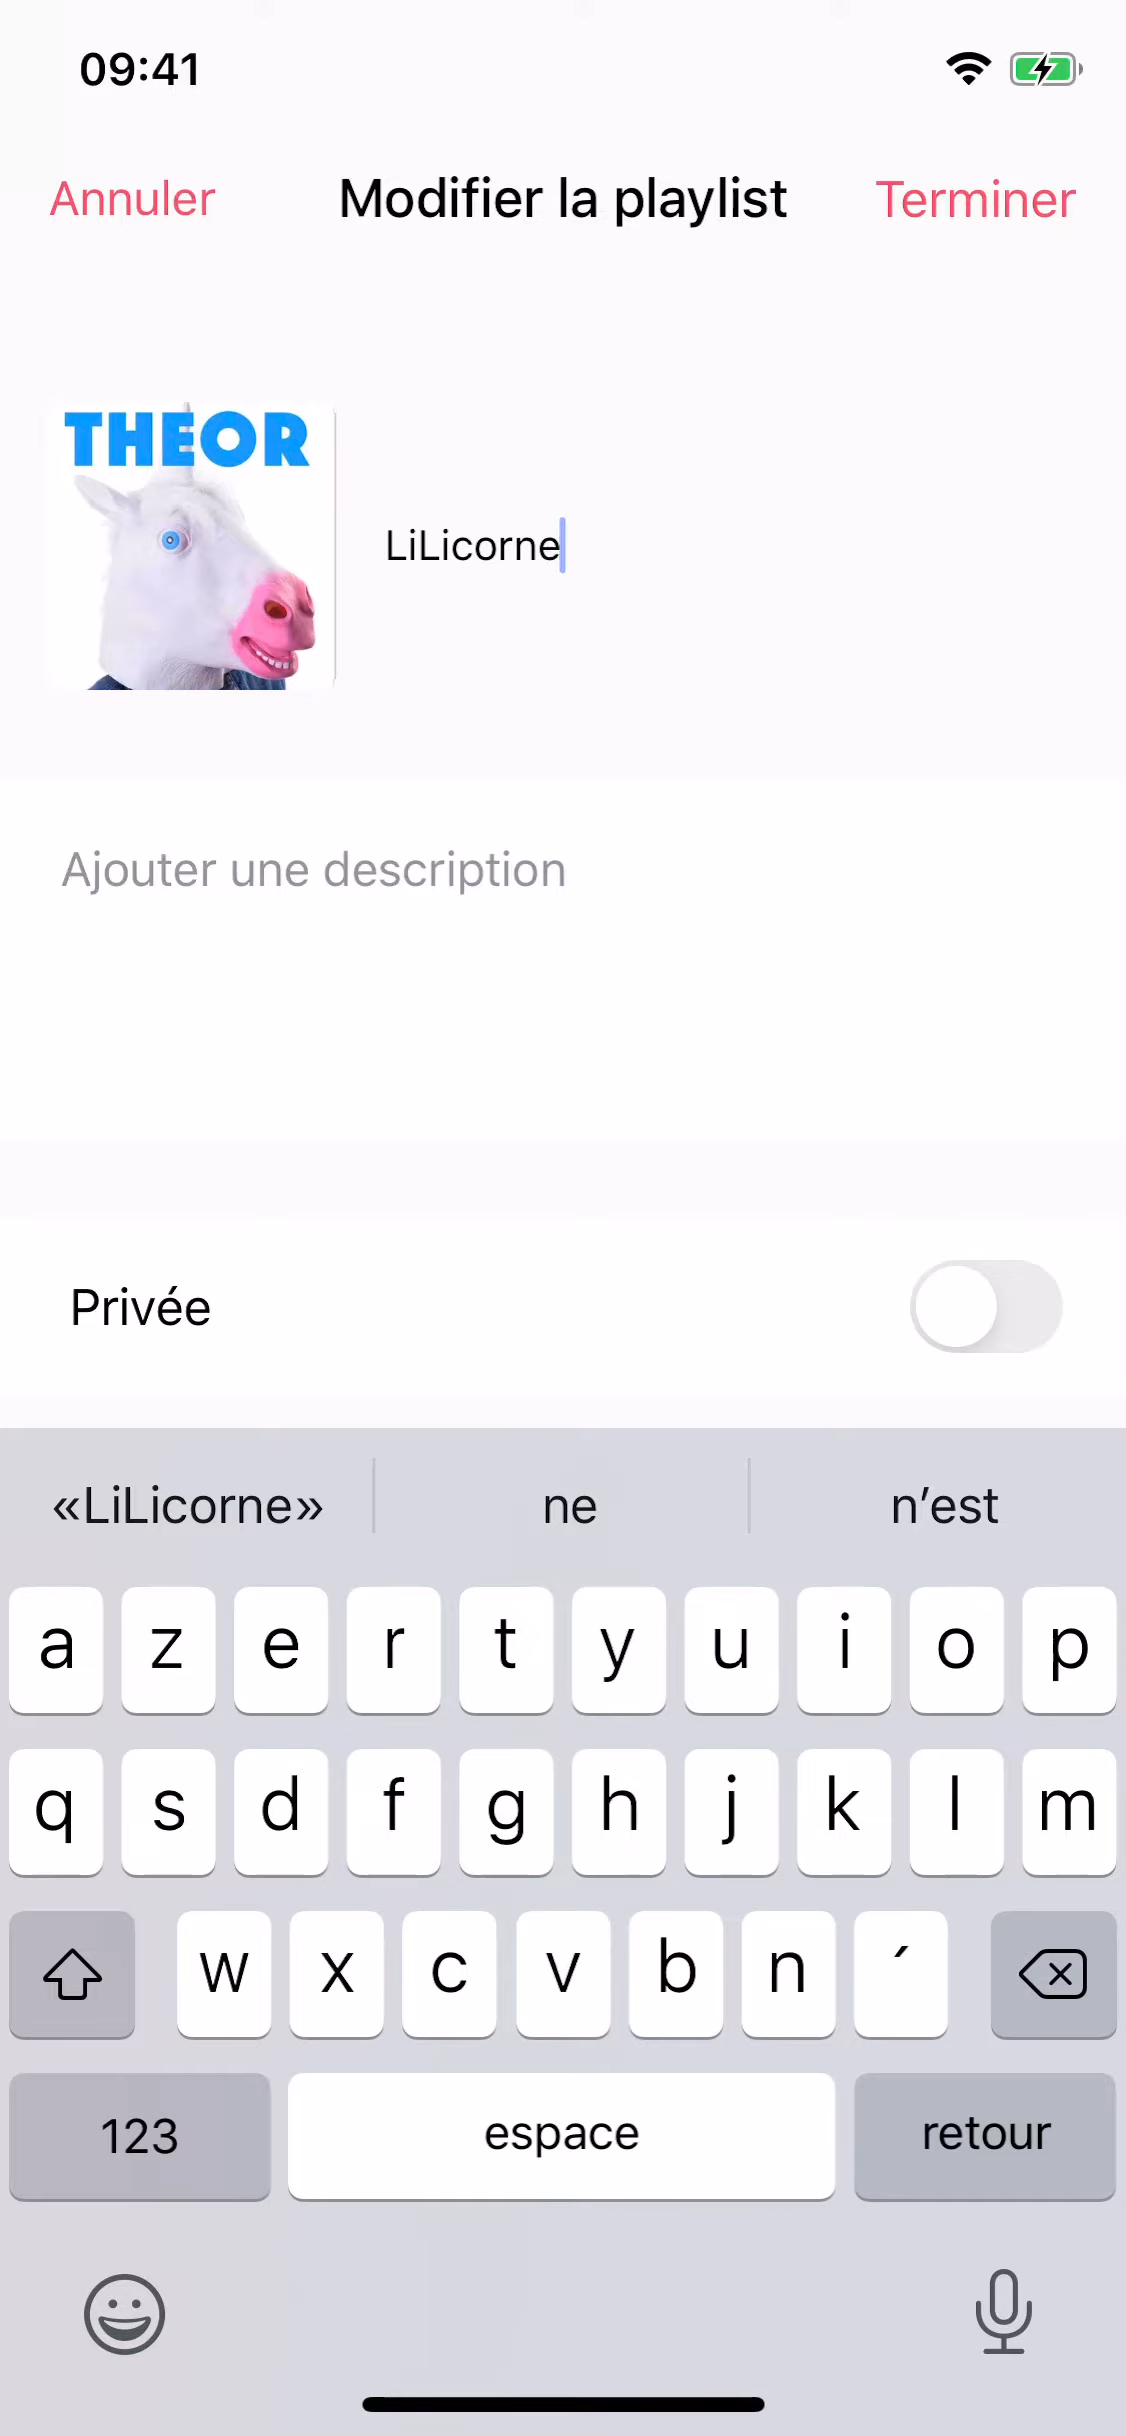 09:41
Annuler Modifier la playlist Terminer
THEOR
LiLicorne
Ajouter une description
Privée
«LiLicorne» ne n’est
a z e r t y u i o p
q s d f g h j k l m
w x c v b n ´
123 espace retour